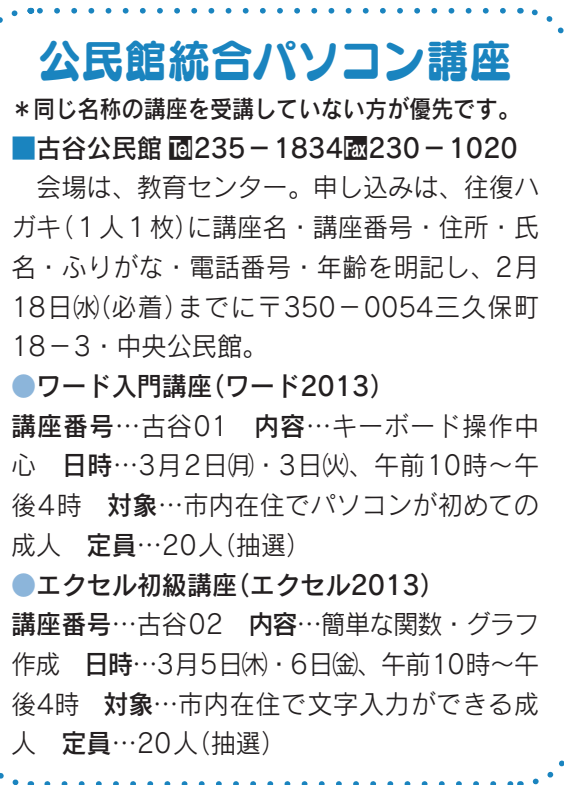 公民館統合パソコン講座
＊同じ名称の講座を受講していない方が優先です。
■古谷公民館 ℡235－1834℻230－1020
　会場は、教育センター。申し込みは、往復ハ
ガキ（1人1枚）に講座名・講座番号・住所・氏
名・ふりがな・電話番号・年齢を明記し、2月
18日㈬（必着）までに〒350－0054三久保町
18－3・中央公民館。
●ワード入門講座（ワード2013）
講座番号…古谷01　内容…キーボード操作中
心　日時…3月2日㈪・3日㈫、午前10時～午
後4時　対象…市内在住でパソコンが初めての
成人　定員…20人（抽選）
●エクセル初級講座（エクセル2013）
講座番号…古谷02　内容…簡単な関数・グラフ
作成　日時…3月5日㈭・6日㈮、午前10時～午
後4時　対象…市内在住で文字入力ができる成
人　定員…20人（抽選）